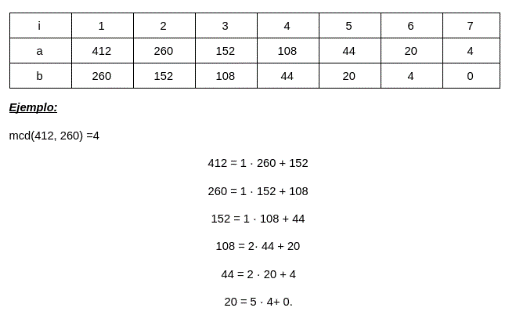 i 1 2 3 4 5 6 7
a 412 260 152 108 44 20 4
b 260 152 108 44 20 4 0
Ejemplo:
mcd(412, 260) =4
412 = 1 · 260 + 152
260 = 1 · 152 + 108
152 = 1 · 108 + 44
108 = 2· 44 + 20
44 = 2 · 20 + 4
20 = 5 · 4+ 0.